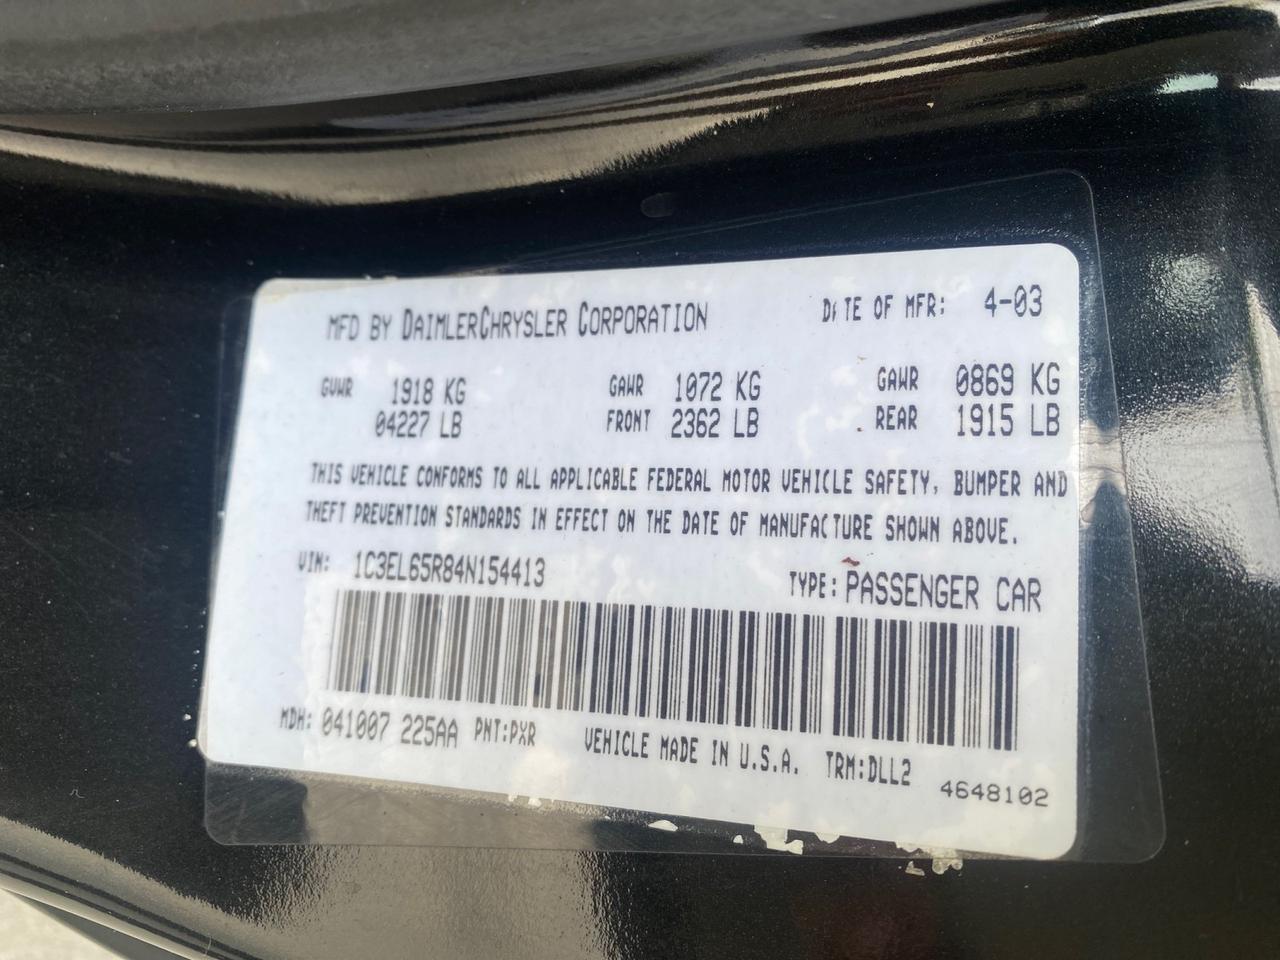 MFD BY DAIMLERCHRYSLER CORPORATION DATE OF MFR: 4-03
GVWR 1918 KG GAWR 1072 KG GAWR 0869 KG
04227 LB FRONT 2362 LB REAR 1915 LB
THIS VEHICLE CONFORMS TO ALL APPLICABLE FEDERAL MOTOR VEHICLE SAFETY, BUMPER AND
THEFT PREVENTION STANDARDS IN EFFECT ON THE DATE OF MANUFACTURE SHOWN ABOVE.
VIN: 1C3EL65R84N154413 TYPE: PASSENGER CAR
MDH: 041007 225AA PNT:PXR VEHICLE MADE IN U.S.A. TRM:DLL2 4648102